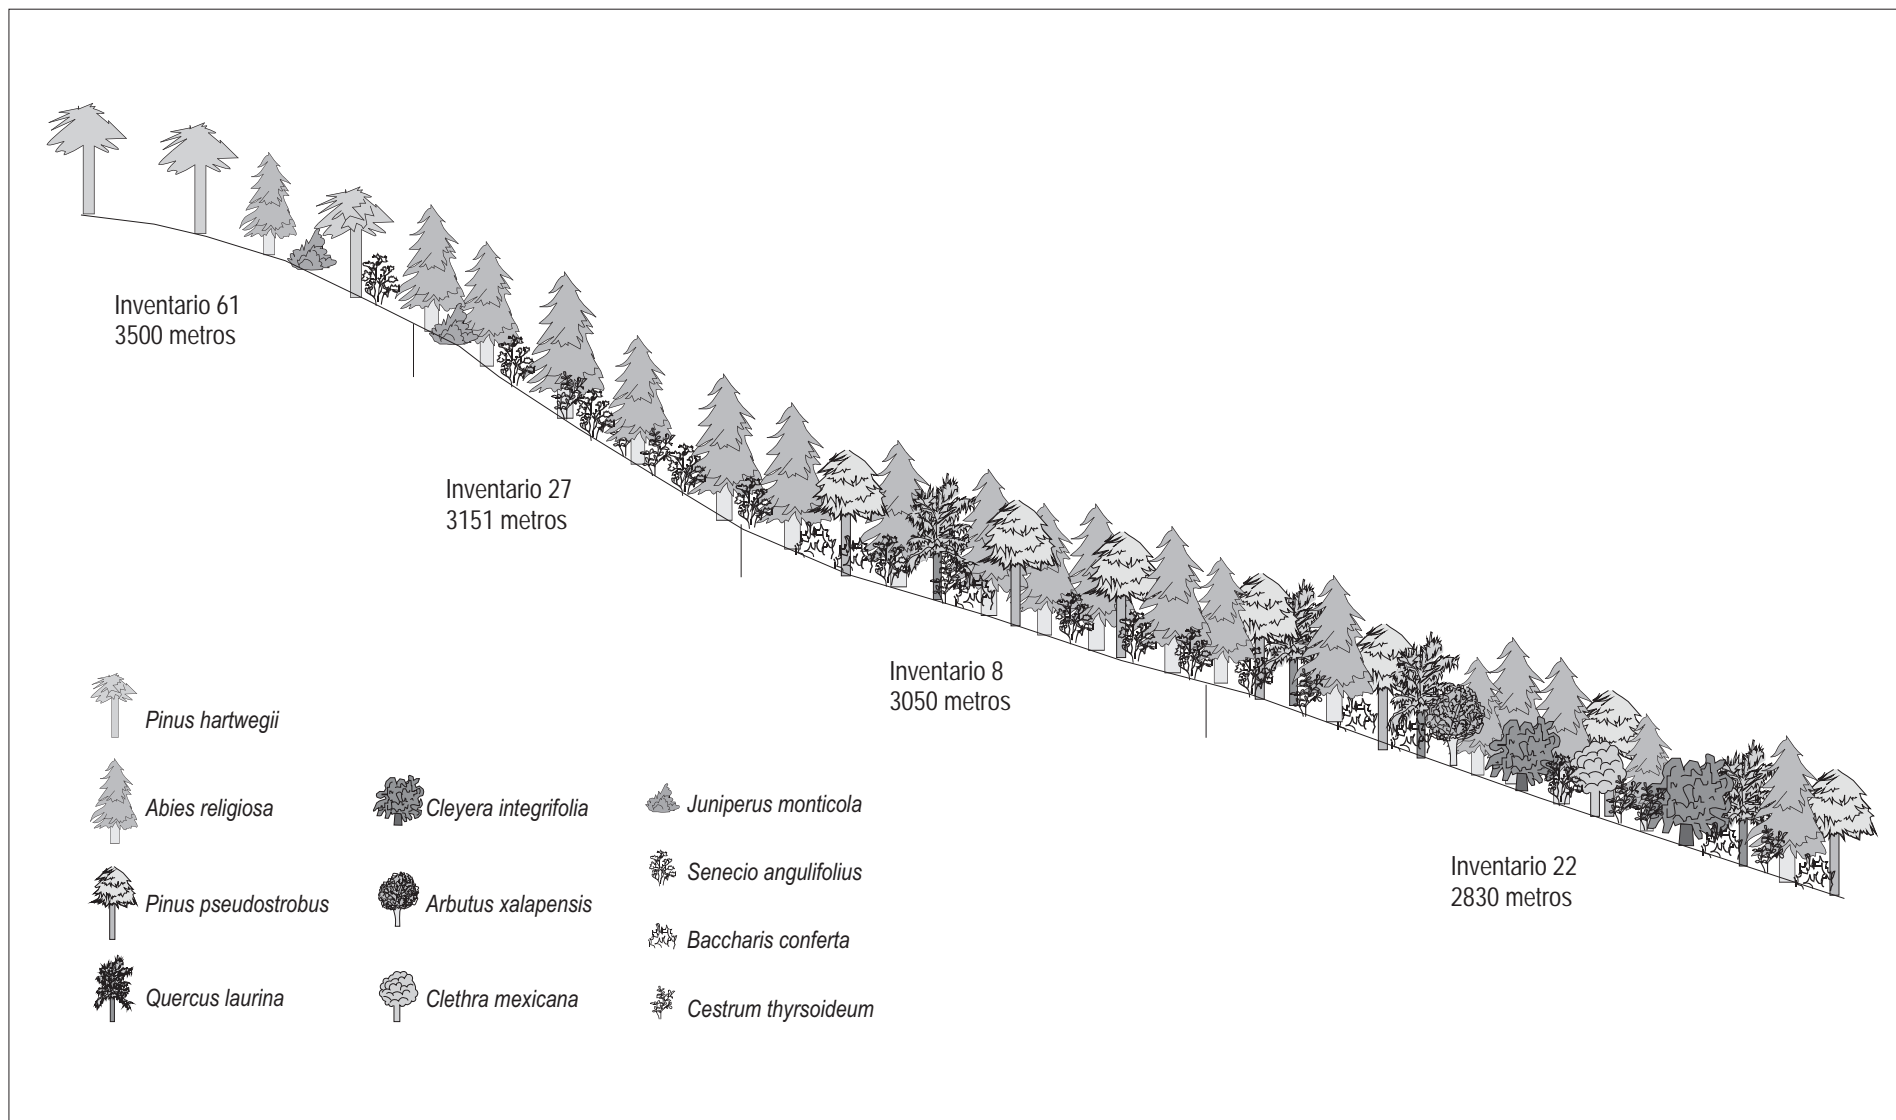 Inventario 61
3500 metros
Inventario 27
3151 metros
Inventario 8
3050 metros
Inventario 22
2830 metros
Pinus hartwegii
Abies religiosa
Pinus pseudostrobus
Quercus laurina
Cleyera integrifolia
Arbutus xalapensis
Clethra mexicana
Juniperus monticola
Senecio angulifolius
Baccharis conferta
Cestrum thyrsoideum